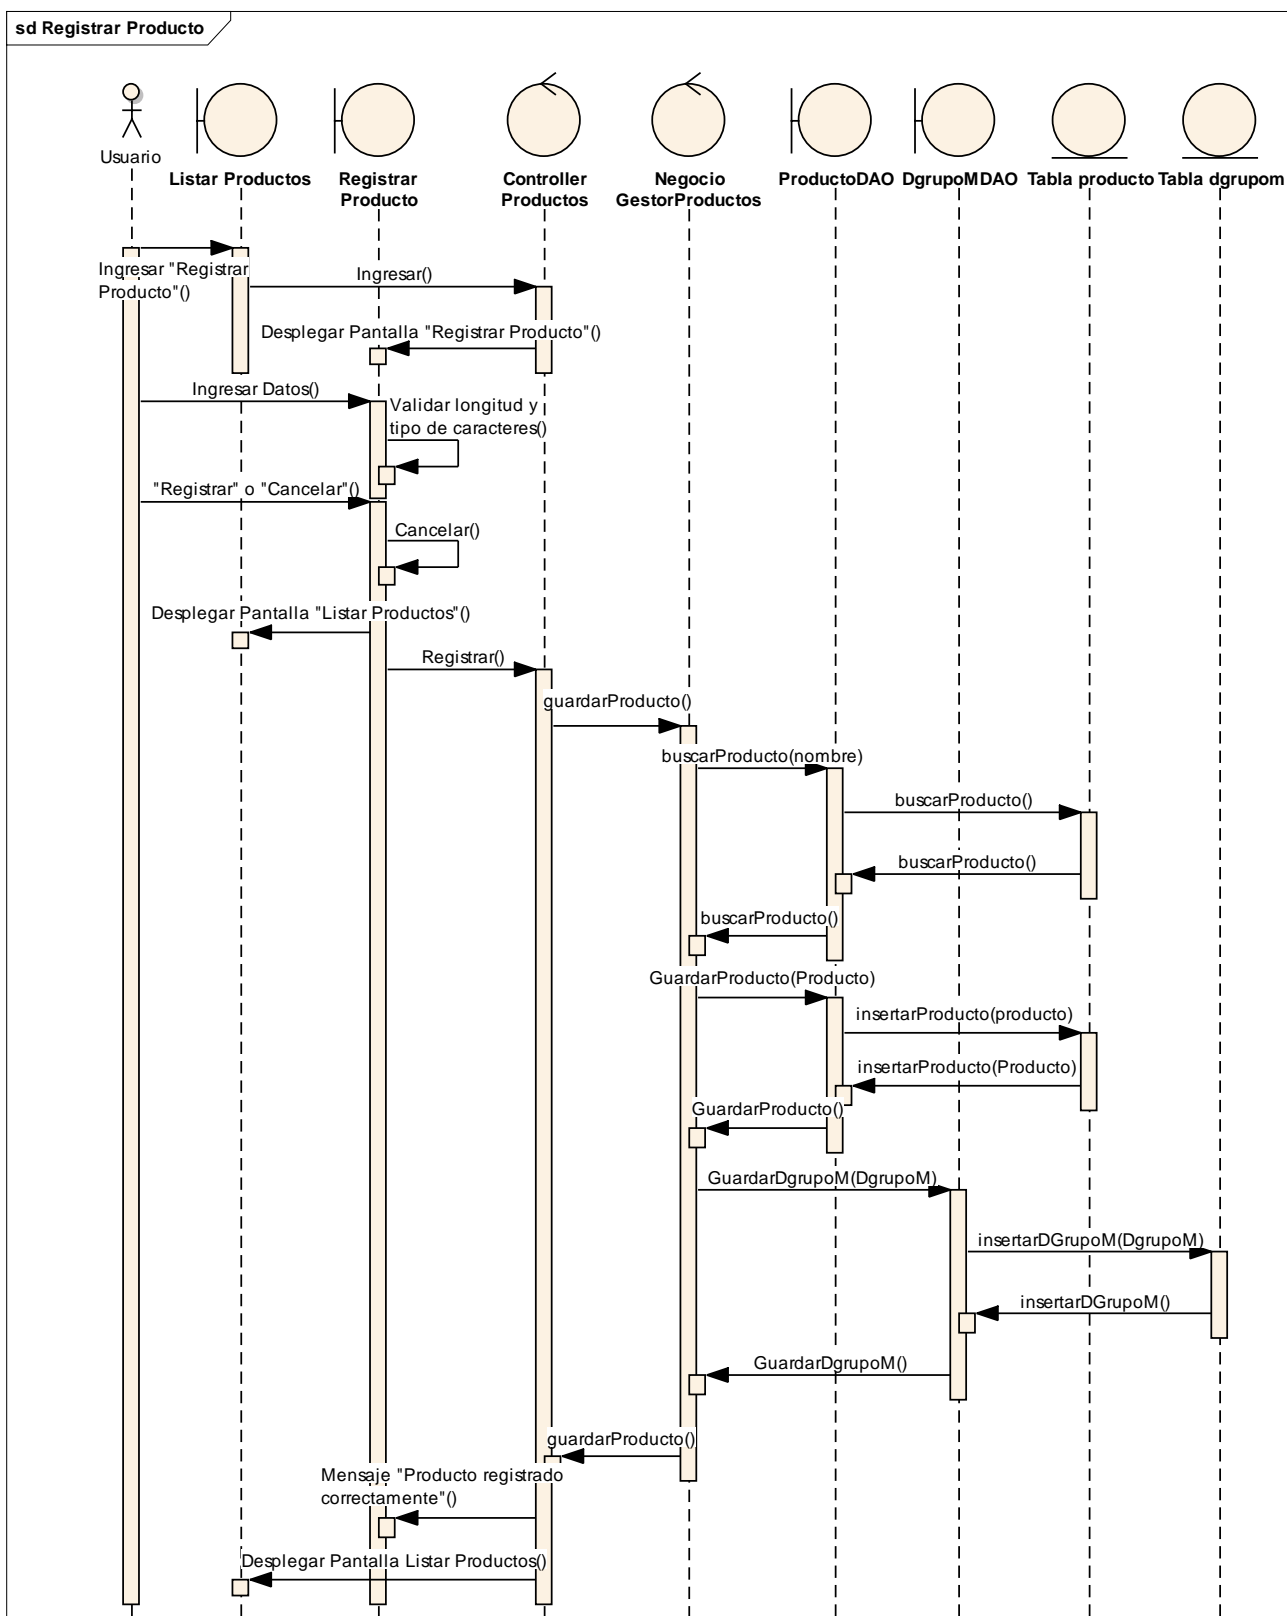 sd Registrar Producto
Usuario
Listar Productos
Registrar
Producto
Controller
Productos
Negocio
GestorProductos
ProductoDAO
DgrupoMDAO
Tabla producto
Tabla dgrupom
Ingresar "Registrar
Producto"()
Ingresar()
Desplegar Pantalla "Registrar Producto"()
Ingresar Datos()
Validar longitud y
tipo de caracteres()
"Registrar" o "Cancelar"()
Cancelar()
Desplegar Pantalla "Listar Productos"()
Registrar()
guardarProducto()
buscarProducto(nombre)
buscarProducto()
buscarProducto()
buscarProducto()
GuardarProducto(Producto)
insertarProducto(producto)
insertarProducto(Producto)
GuardarProducto()
GuardarDgrupoM(DgrupoM)
insertarDGrupoM(DgrupoM)
insertarDGrupoM()
GuardarDgrupoM()
guardarProducto()
Mensaje "Producto registrado
correctamente"()
Desplegar Pantalla Listar Productos()